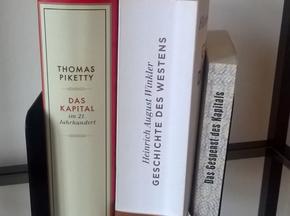 THOMAS
PIKETTY
DAS
KAPITAL
im 21.
Jahrhundert
Heinrich August Winkler
GESCHICHTE DES WESTENS
Das Gespenst des Kapitals